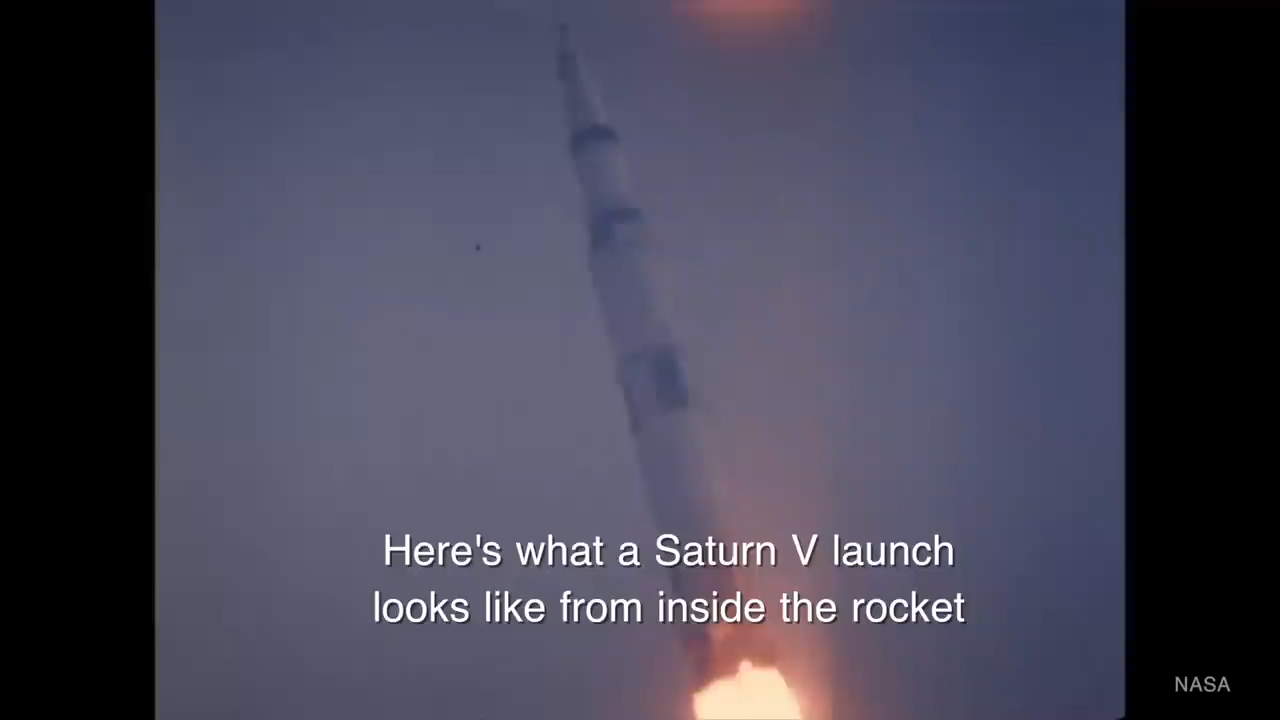 Here's what a Saturn V launch
looks like from inside the rocket
NASA